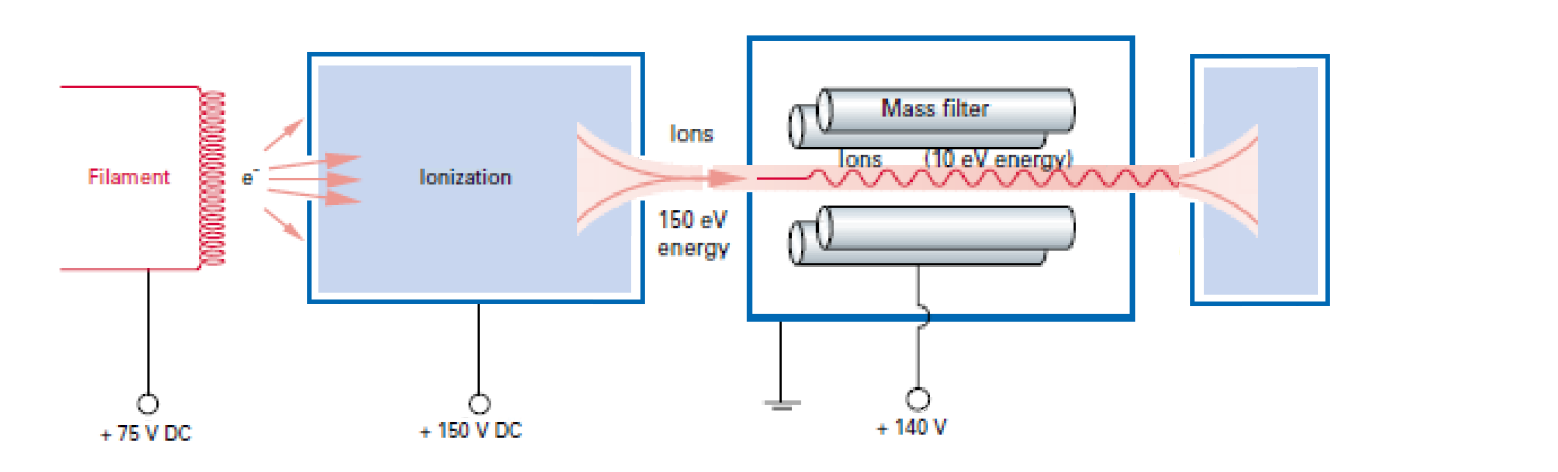 Mass filter
Ions
Ions (10 eV energy)
Filament
e-
Ionization
150 eV
energy
+ 75 V DC
+ 150 V DC
+ 140 V